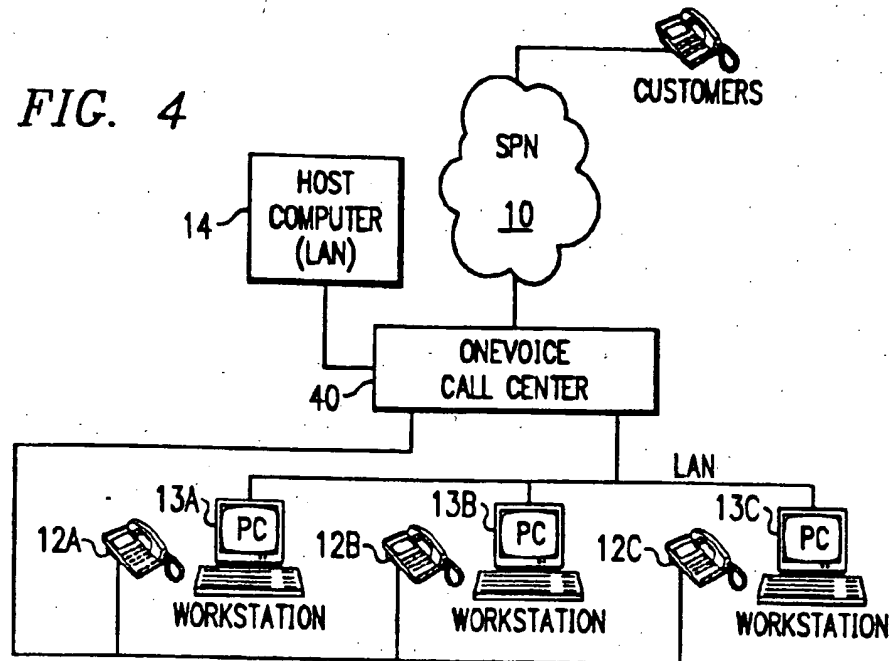 CUSTOMERS
FIG. 4
SPN
10
HOST
COMPUTER
(LAN)
14
ONEVOICE
CALL CENTER
40
LAN
13A
PC
12A
WORKSTATION
13B
PC
12B
WORKSTATION
13C
PC
12C
WORKSTATION